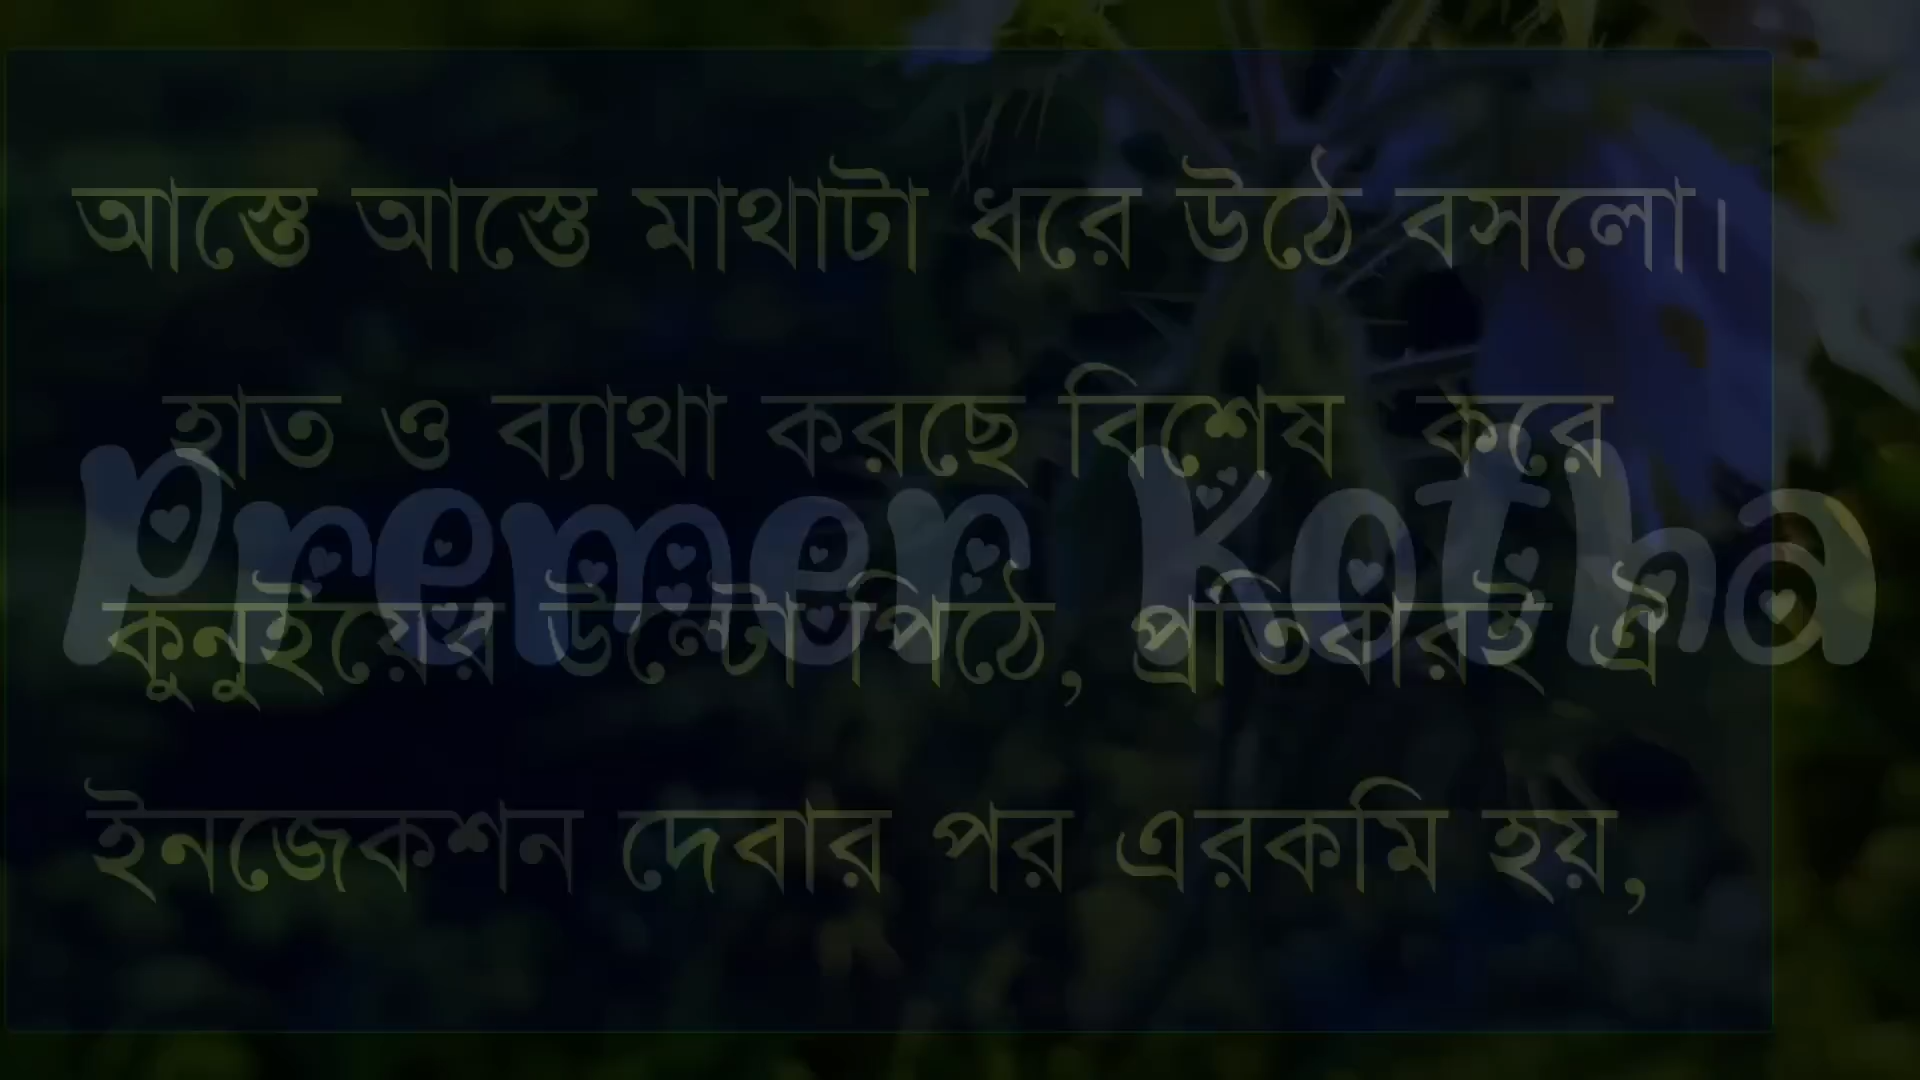 আস্তে আস্তে মাথাটা ধরে উঠে বসলো।
হাত ও ব্যাথা করছে বিশেষ করে
Premer Kotha
কুনুইয়ের উল্টোপিঠে, প্রতিবারই ঐ
ইনজেকশন দেবার পর এরকমি হয়,